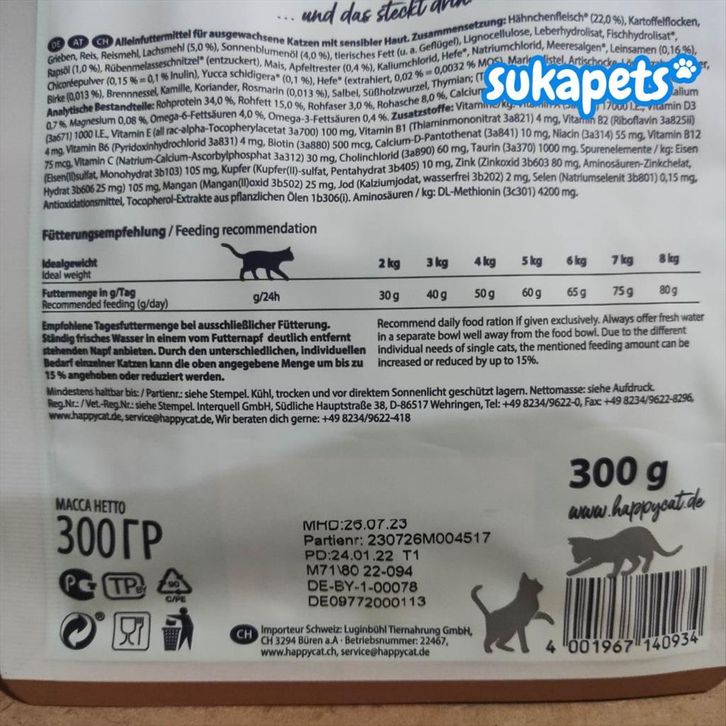 ... und das steckt drin
sukapets
DE AT CH Alleinfuttermittel für ausgewachsene Katzen mit sensibler Haut. Zusammensetzung: Hähnchenfleisch* (22,0 %), Kartoffelflocken,
Grieben, Reis, Reismehl, Lachsmehl (5,0 %), Sonnenblumenöl (4,0 %), tierisches Fett (u. a. Geflügel), Lignocellulose, Leberhydrolisat, Fischhydrolisat*,
Rapsöl (1,0 %), Rübenmelasseschnitzel* (entzuckert), Mais, Apfeltrester (0,4 %), Kaliumchlorid, Hefe*, Natriumchlorid, Meeresalgen*, Leinsamen (0,16 %),
Chicoréepulver (0,15 % = 0,1 % Inulin), Yucca schidigera* (0,1 %), Hefe* (extrahiert, 0,02 % = 0,0032 % MOS), Mariendistel, Artischocke,
Birke (0,013 %), Brennnessel, Kamille, Koriander, Rosmarin (0,013 %), Salbei, Süßholzwurzel, Thymian;
Analytische Bestandteile: Rohprotein 34,0 %, Rohfett 15,0 %, Rohfaser 3,0 %, Rohasche 8,0 %, Calcium
0,7 %, Magnesium 0,08 %, Omega-6-Fettsäuren 4,0 %, Omega-3-Fettsäuren 0,4 %. Zusatzstoffe: 17000 I.E., Vitamin D3
(3a671) 1000 I.E., Vitamin E (all rac-alpha-Tocopherylacetat 3a700) 100 mg, Vitamin B1 (Thiaminmononitrat 3a821) 4 mg, Vitamin B2 (Riboflavin 3a825ii)
4 mg, Vitamin B6 (Pyridoxinhydrochlorid 3a831) 4 mg, Biotin (3a880) 500 mcg, Calcium-D-Pantothenat (3a841) 10 mg, Niacin (3a314) 55 mg, Vitamin B12
75 mcg, Vitamin C (Natrium-Calcium-Ascorbylphosphat 3a312) 30 mg, Cholinchlorid (3a890) 60 mg, Taurin (3a370) 1000 mg. Spurenelemente / kg: Eisen
(Eisen(II)sulfat, Monohydrat 3b103) 105 mg, Kupfer (Kupfer(II)-sulfat, Pentahydrat 3b405) 10 mg, Zink (Zinkoxid 3b603 80 mg, Aminosäuren-Zinkchelat,
Hydrat 3b606 25 mg) 105 mg, Mangan (Mangan(II)oxid 3b502) 25 mg, Jod (Kalziumjodat, wasserfrei 3b202) 2 mg, Selen (Natriumselenit 3b801) 0,15 mg,
Antioxidationsmittel, Tocopherol-Extrakte aus pflanzlichen Ölen 1b306(i). Aminosäuren / kg: DL-Methionin (3c301) 4200 mg.
Fütterungsempfehlung / Feeding recommendation
Idealgewicht
Ideal weight
2 kg 3 kg 4 kg 5 kg 6 kg 7 kg 8 kg
Futtermenge in g/Tag
Recommended feeding (g/day)
g/24h 30 g 40 g 50 g 60 g 65 g 75 g 80 g
Empfohlene Tagesfuttermenge bei ausschließlicher Fütterung.
Ständig frisches Wasser in einem vom Futternapf deutlich entfernt
stehenden Napf anbieten. Durch den unterschiedlichen, individuellen
Bedarf einzelner Katzen kann die oben angegebene Menge um bis zu
15 % angehoben oder reduziert werden.
Recommend daily food ration if given exclusively. Always offer fresh water
in a separate bowl well away from the food bowl. Due to the different
individual needs of single cats, the mentioned feeding amount can be
increased or reduced by up to 15%.
Mindestens haltbar bis: / Partienr.: siehe Stempel. Kühl, trocken und vor direktem Sonnenlicht geschützt lagern. Nettomasse: siehe Aufdruck.
Reg.Nr.: / Vet.-Reg.Nr.: siehe Stempel. Interquell GmbH, Südliche Hauptstraße 38, D-86517 Wehringen, Tel: +49 8234/9622-0, Fax: +49 8234/9622-8296,
www.happycat.de, service@happycat.de, Wir beraten dich gerne: +49 8234/9622-418
300 g
www.happycat.de
МАССА НЕТТО
300 ГР
MHD:26.07.23
Partienr: 230726M004517
PD:24.01.22 T1
M71\80 22-094
DE-BY-1-00078
DE09772000113
90
C/PE
CH Importeur Schweiz: Luginbühl Tiernahrung GmbH,
CH 3294 Büren a.A · Betriebsnummer: 22467,
www.happycat.ch, service@happycat.de
4 001967 140934